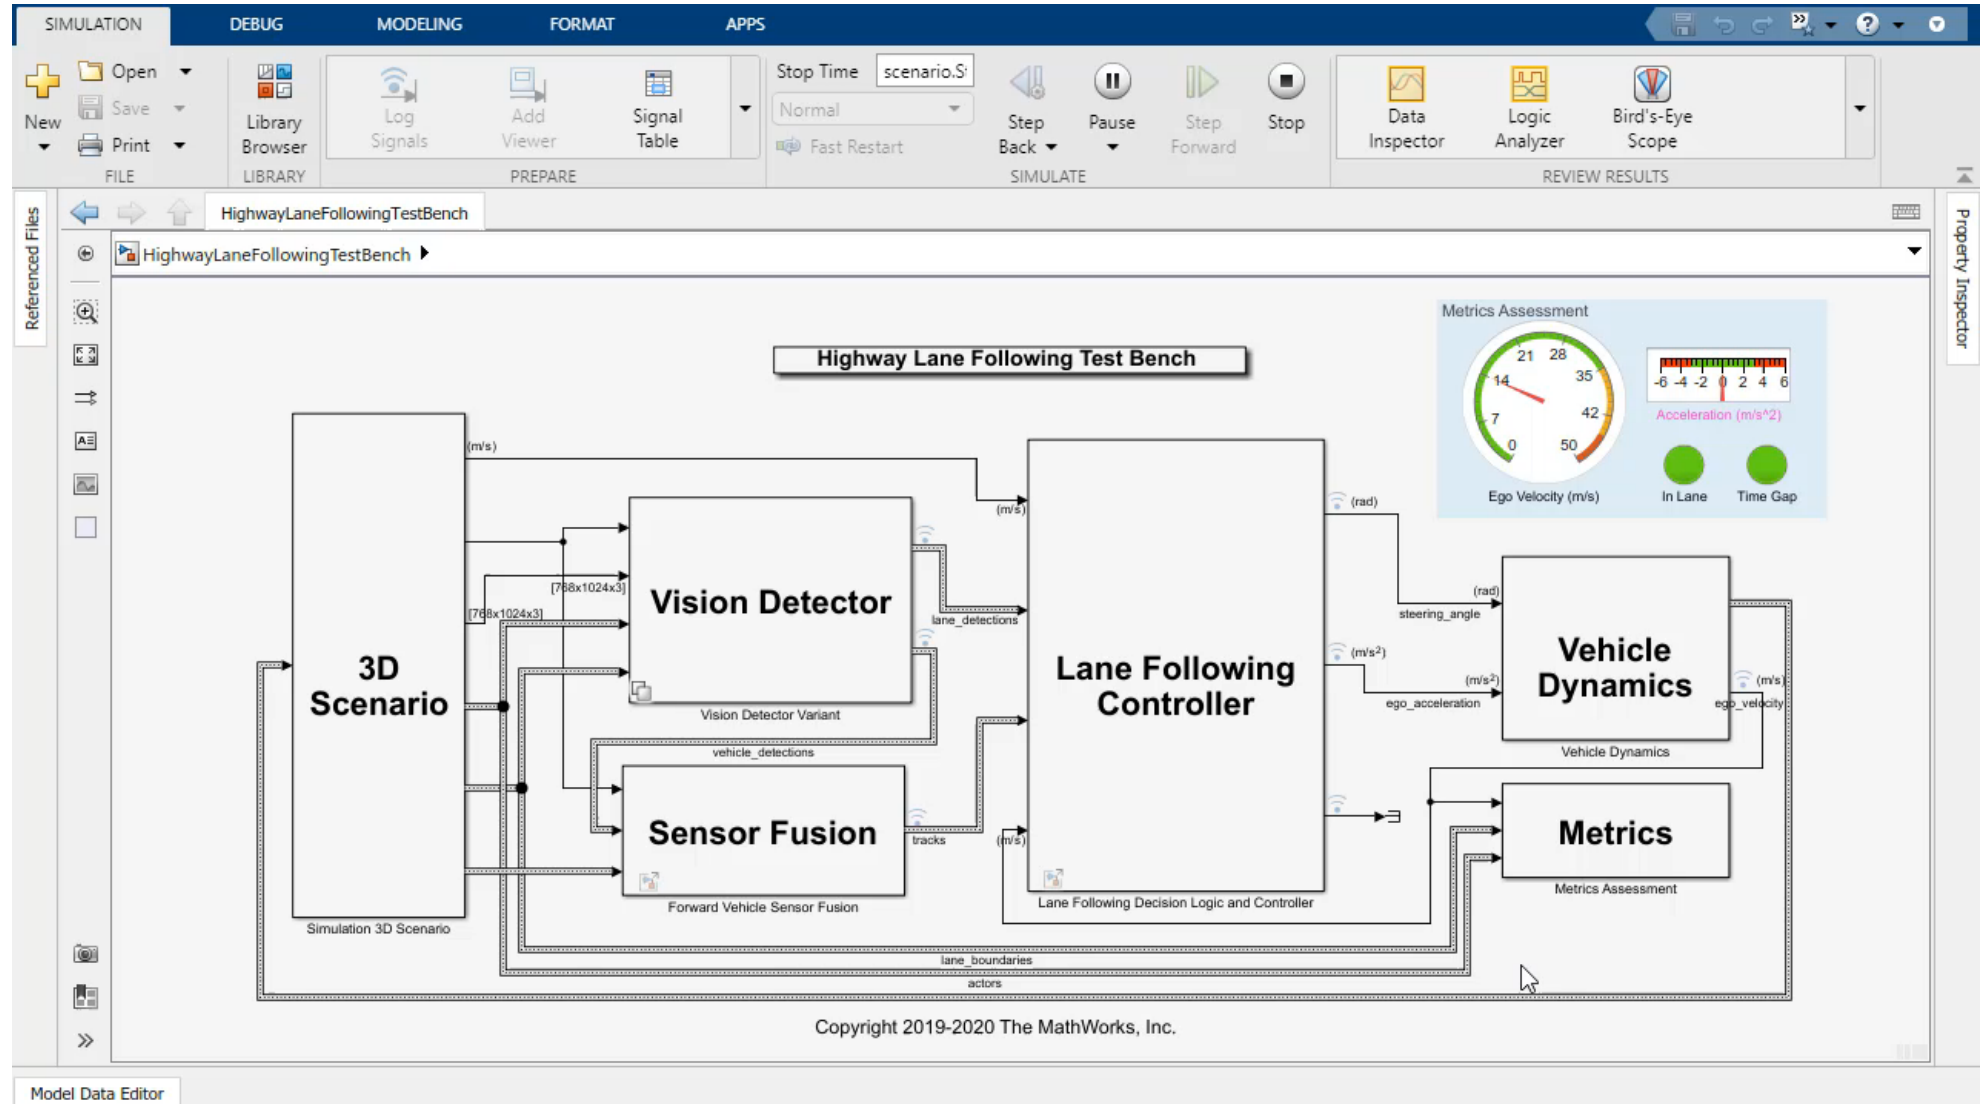 SIMULATION
DEBUG
MODELING
FORMAT
APPS
New
Open
Save
Print
FILE
Library
Browser
LIBRARY
Log
Signals
Add
Viewer
Signal
Table
PREPARE
Stop Time
scenario.S
Normal
Fast Restart
Step
Back
Pause
Step
Forward
Stop
SIMULATE
Data
Inspector
Logic
Analyzer
Bird's-Eye
Scope
REVIEW RESULTS
Referenced Files
Property Inspector
HighwayLaneFollowingTestBench
HighwayLaneFollowingTestBench
Highway Lane Following Test Bench
Metrics Assessment
0 7 14 21 28 35 42 50
Ego Velocity (m/s)
-6 -4 -2 0 2 4 6
Acceleration (m/s^2)
In Lane
Time Gap
3D
Scenario
Simulation 3D Scenario
(m/s)
[768x1024x3]
[768x1024x3]
Vision Detector
Vision Detector Variant
lane_detections
vehicle_detections
Sensor Fusion
Forward Vehicle Sensor Fusion
tracks
(m/s)
(m/s)
Lane Following
Controller
Lane Following Decision Logic and Controller
(rad)
(rad)
steering_angle
(m/s²)
(m/s²)
ego_acceleration
Vehicle
Dynamics
Vehicle Dynamics
(m/s)
ego_velocity
Metrics
Metrics Assessment
lane_boundaries
actors
Copyright 2019-2020 The MathWorks, Inc.
Model Data Editor